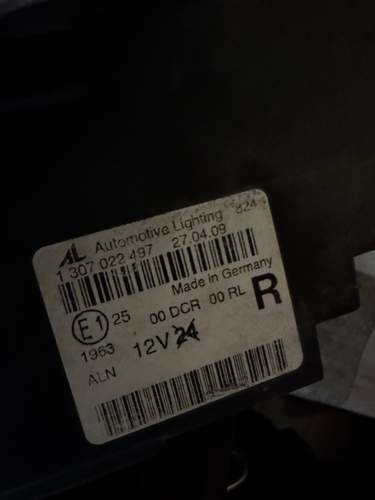 AL Automotive Lighting 824
1 307 022 497 27.04.09
Made in Germany
E1 25 00 DCR 00 RL R
1963 12V 24
ALN